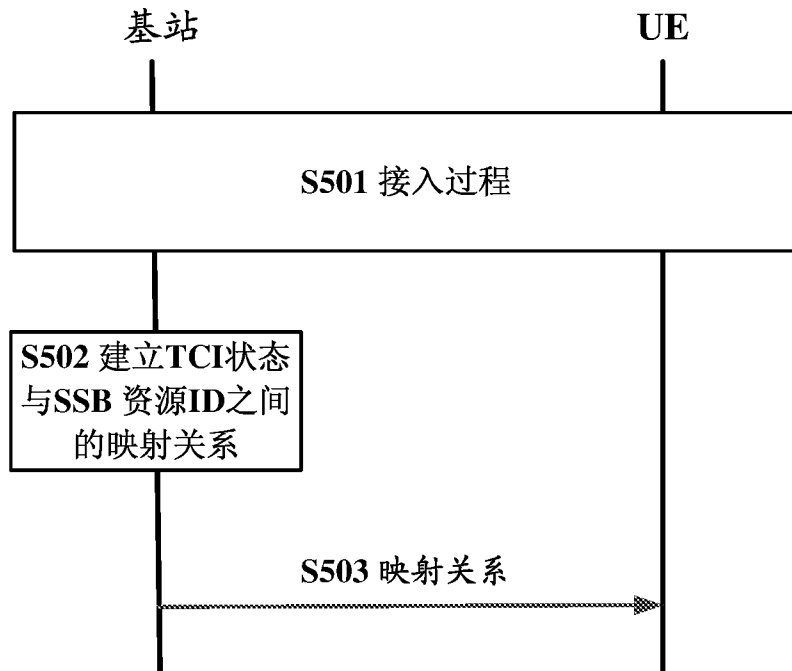 基站
UE
S501 接入过程
S502 建立TCI状态
与SSB 资源ID之间
的映射关系
S503 映射关系